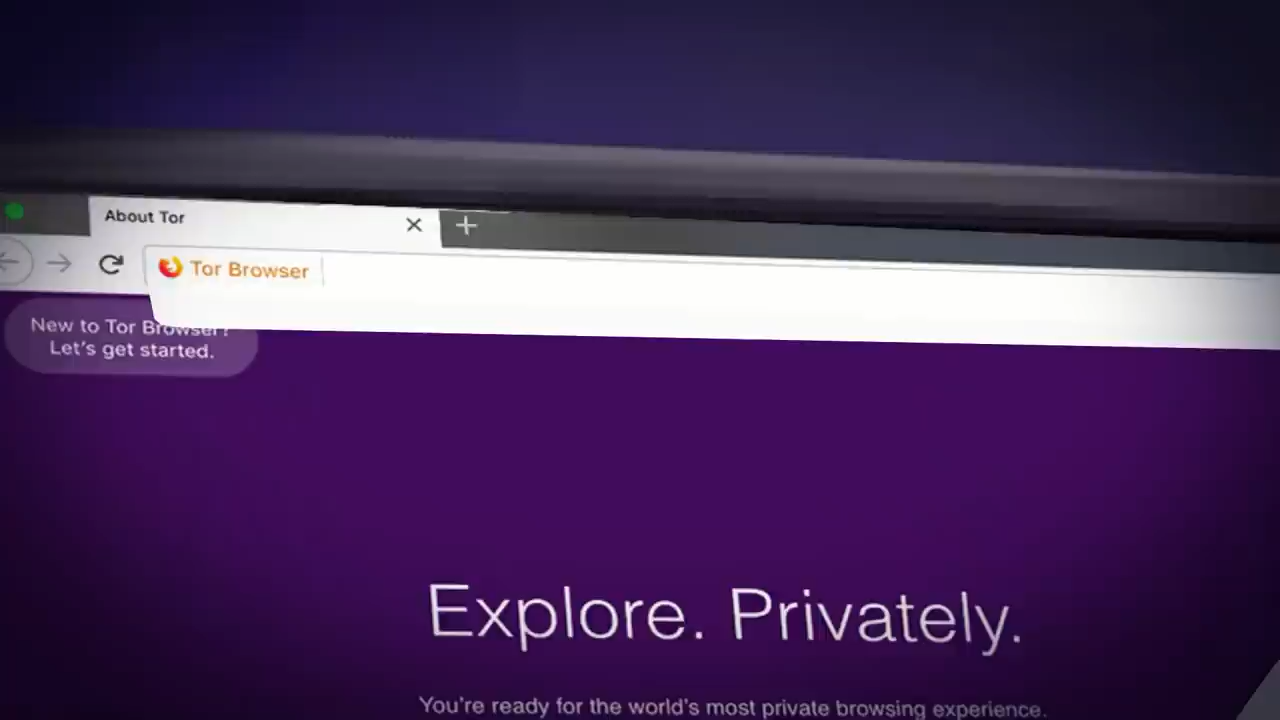 About Tor
Tor Browser
New to Tor Browser?
Let's get started.
Explore. Privately.
You're ready for the world's most private browsing experience.